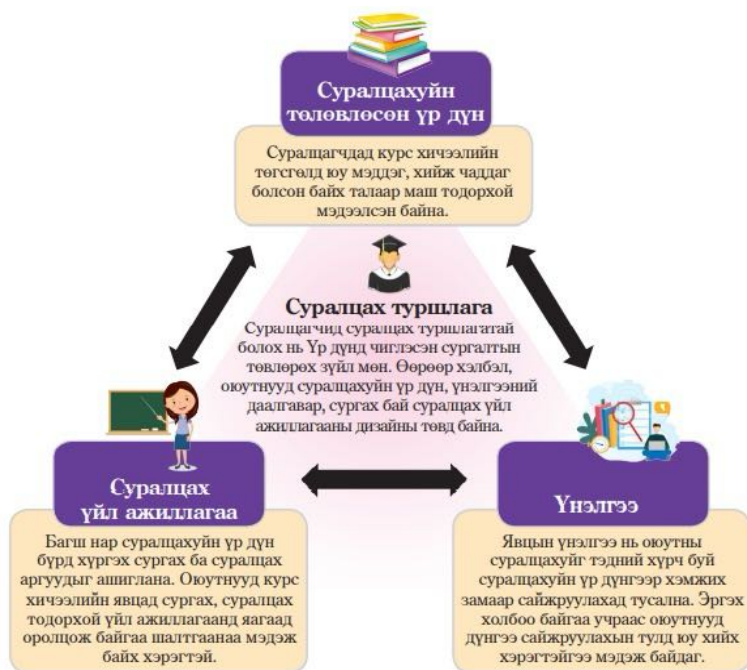 Суралцахуйн
төлөвлөсөн үр дүн
Суралцагчдад курс хичээлийн
төгсгөлд юу мэддэг, хийж чаддаг
болсон байх талаар маш тодорхой
мэдээлсэн байна.
Суралцах туршлага
Суралцагчид суралцах туршлагатай
болох нь Үр дүнд чиглэсэн сургалтын
төвлөрөх зүйл мөн. Өөрөөр хэлбэл,
оюутнууд суралцахуйн үр дүн, үнэлгээний
даалгавар, сургах бай суралцах үйл
ажиллагааны дизайны төвд байна.
Суралцах
үйл ажиллагаа
Багш нар суралцахуйн үр дүн
бүрд хүргэх сургах ба суралцах
аргуудыг ашиглана. Оюутнууд курс
хичээлийн явцад сургах, суралцах
тодорхой үйл ажиллагаанд яагаад
оролцож байгаа шалтгаанаа мэдэж
байх хэрэгтэй.
Үнэлгээ
Явцын үнэлгээ нь оюутны
суралцахуйг тэдний хүрч буй
суралцахуйн үр дүнгээр хэмжих
замаар сайжруулахад тусална. Эргэх
холбоо байгаа учраас оюутнууд
дүнгээ сайжруулахын тулд юу хийх
хэрэгтэйгээ мэдэж байдаг.